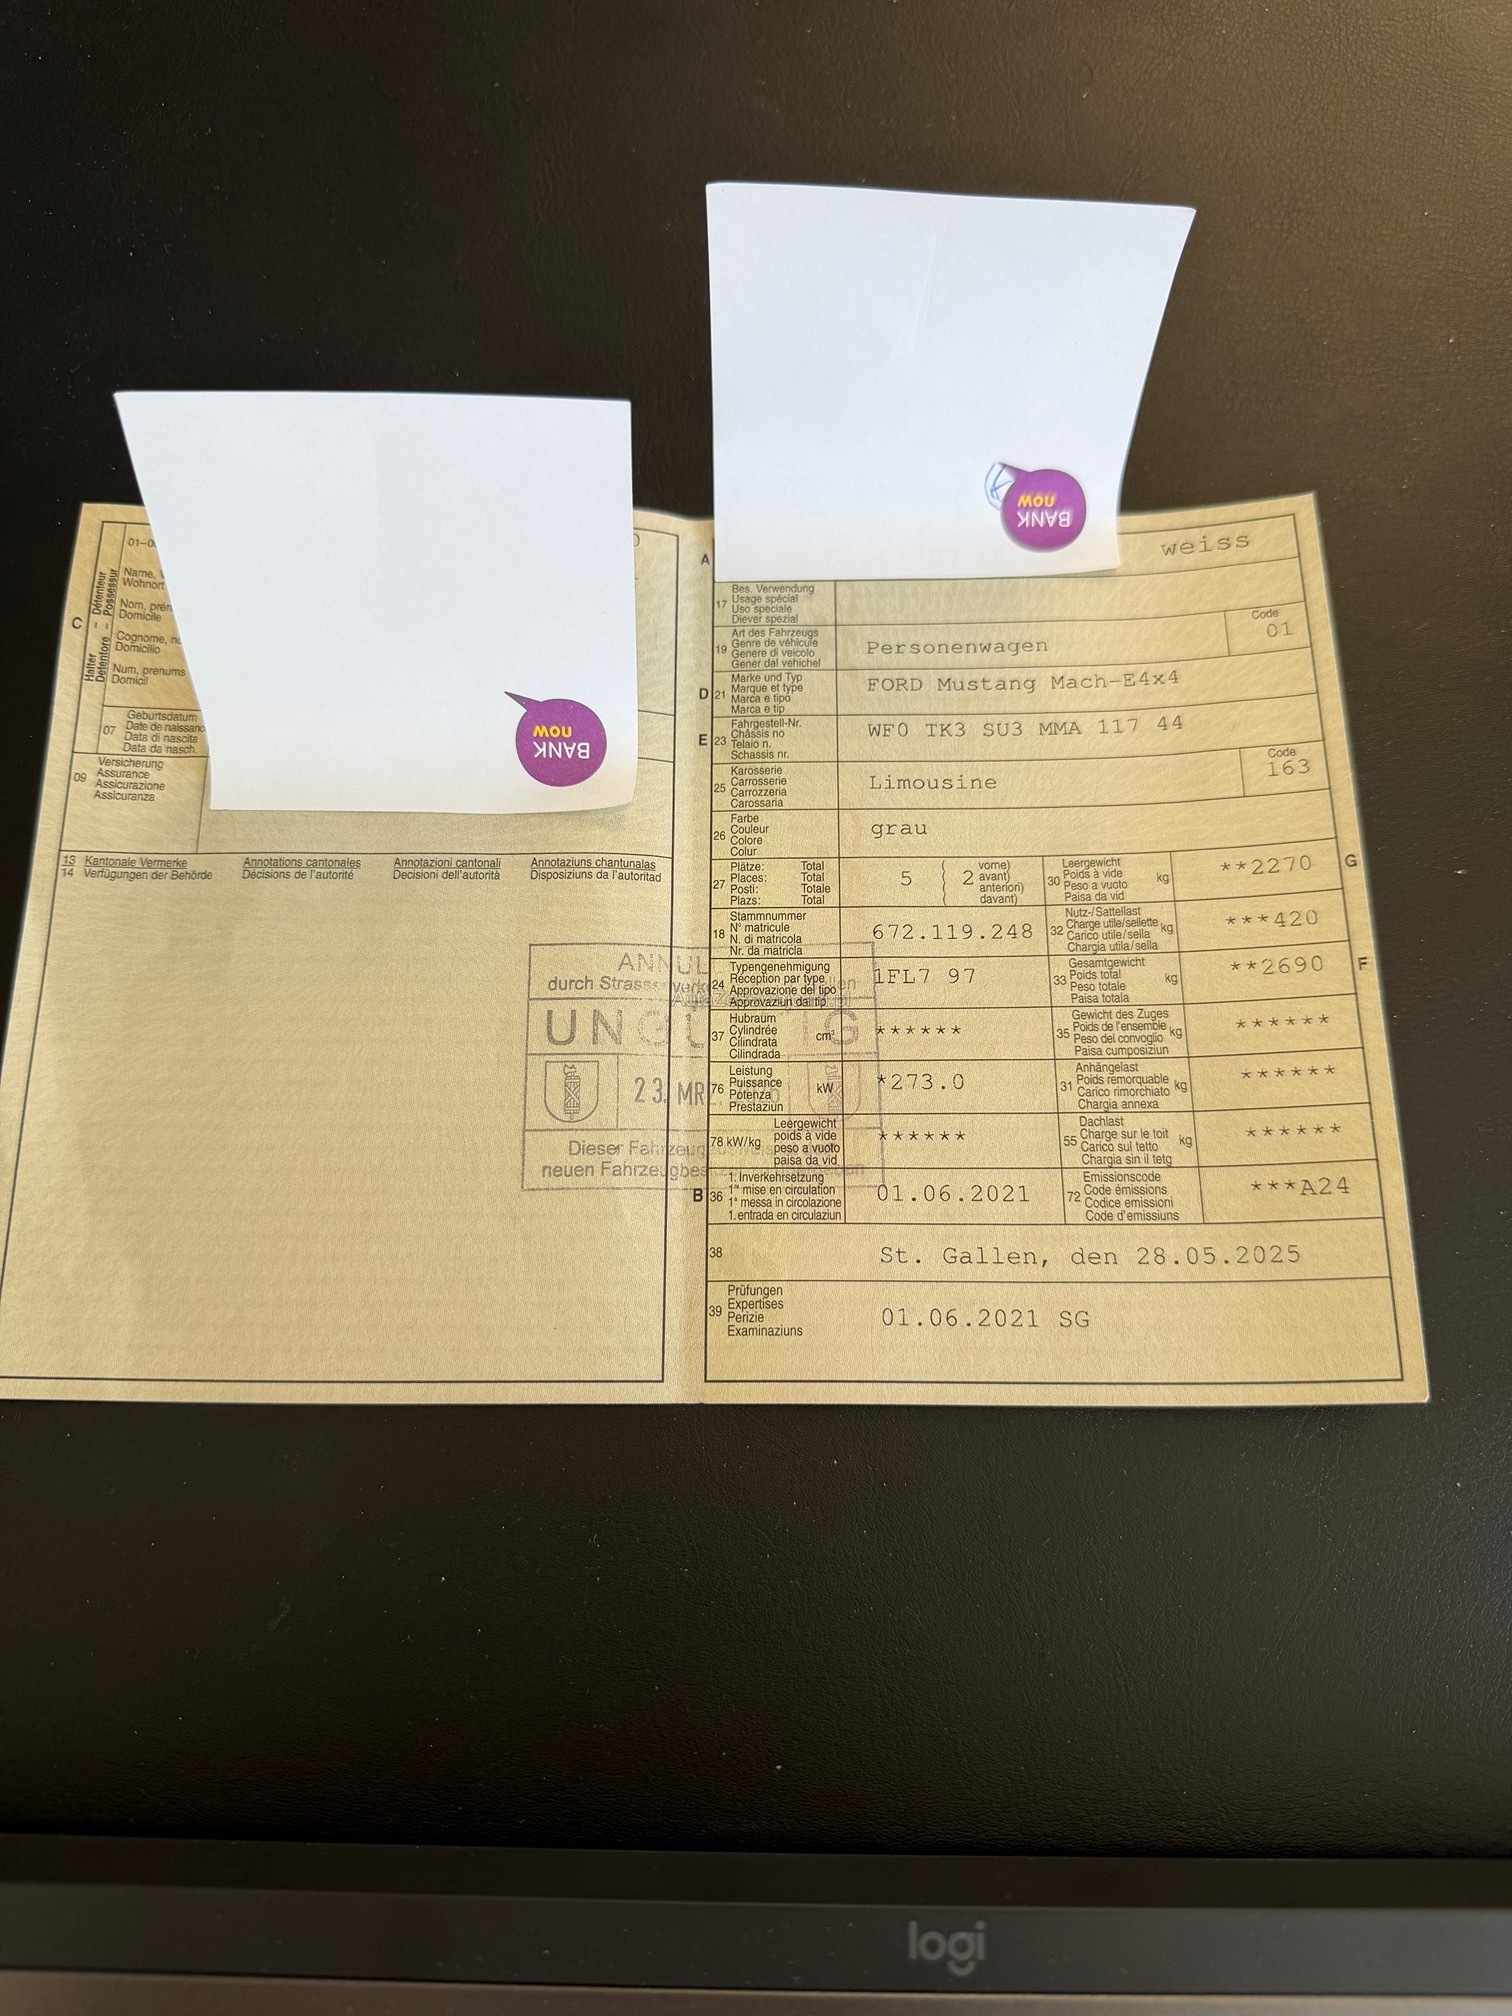 BANK
now
BANK
now
C
Halter – Détenteur
Detentore – Possessur
01–0
Name,
Wohnort
Nom, prén
Domicile
Cognome, n
Domicilio
Num, prenums
Domicil
07
Geburtsdatum
Date de naissanc
Data di nascita
Data da nasch.
09
Versicherung
Assurance
Assicurazione
Assicuranza
13 Kantonale Vermerke Annotations cantonales Annotazioni cantonali Annotaziuns chantunalas
14 Verfügungen der Behörde Décisions de l'autorité Decisioni dell'autorità Disposiziuns da l'autoritad
ANNUL
durch Strass
UNGÜLTIG
23. MRZ.
Dieser Fahrzeug
neuen Fahrzeugbes
A
weiss
17
Bes. Verwendung
Usage spécial
Uso speciale
Diever spezial
19
Art des Fahrzeugs
Genre de véhicule
Genere di veicolo
Gener dal vehichel
Personenwagen
Code
01
D 21
Marke und Typ
Marque et type
Marca e tipo
Marca e tip
FORD Mustang Mach-E4x4
E 23
Fahrgestell-Nr.
Châssis no
Telaio n.
Schassis nr.
WF0 TK3 SU3 MMA 117 44
25
Karosserie
Carrosserie
Carrozzeria
Carossaria
Limousine
Code
163
26
Farbe
Couleur
Colore
Colur
grau
27
Plätze: Total
Places: Total
Posti: Totale
Plazs: Total
5 ( 2 vorne)
avant)
anteriori)
davant)
30
Leergewicht
Poids à vide
Peso a vuoto
Paisa da vid
kg
**2270
G
18
Stammnummer
N° matricule
N. di matricola
Nr. da matricla
672.119.248
32
Nutz-/Sattellast
Charge utile/sellette
Carico utile/sella
Chargia utila/sella
kg
***420
24
Typengenehmigung
Réception par type
Approvazione del tipo
Approvaziun dal tip
1FL7 97
33
Gesamtgewicht
Poids total
Peso totale
Paisa totala
kg
**2690
F
37
Hubraum
Cylindrée
Cilindrata
Cilindrada
cm³
******
35
Gewicht des Zuges
Poids de l'ensemble
Peso del convoglio
Paisa cumposiziun
kg
******
76
Leistung
Puissance
Potenza
Prestaziun
kW
*273.0
31
Anhängelast
Poids remorquable
Carico rimorchiato
Chargia annexa
kg
******
78 kW/kg
Leergewicht
poids à vide
peso a vuoto
paisa da vid
******
55
Dachlast
Charge sur le toit
Carico sul tetto
Chargia sin il tetg
kg
******
B 36
1. Inverkehrsetzung
1re mise en circulation
1a messa in circolazione
1. entrada en circulaziun
01.06.2021
72
Emissionscode
Code émissions
Codice emissioni
Code d'emissiuns
***A24
38
St. Gallen, den 28.05.2025
39
Prüfungen
Expertises
Perizie
Examinaziuns
01.06.2021 SG
logi